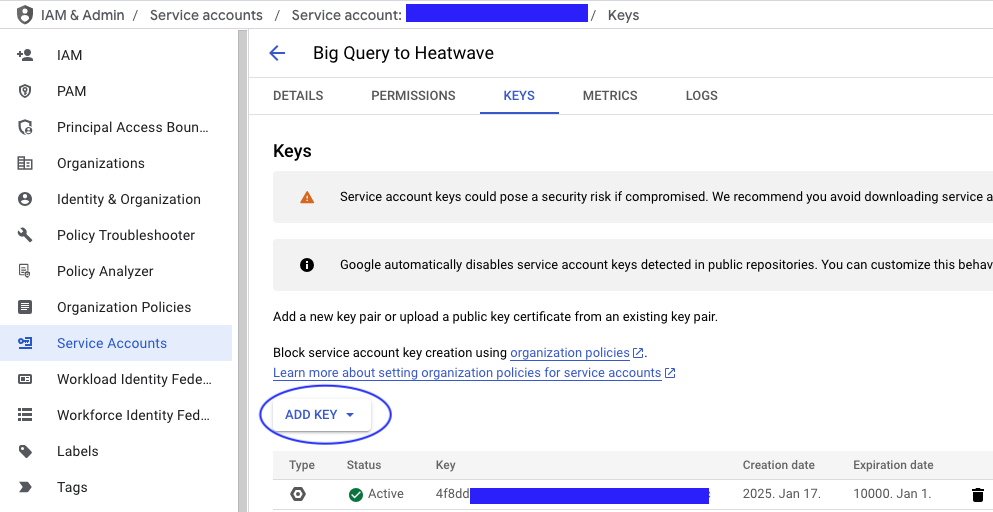 IAM & Admin / Service accounts / Service account: / Keys
IAM
PAM
Principal Access Boun...
Organizations
Identity & Organization
Policy Troubleshooter
Policy Analyzer
Organization Policies
Service Accounts
Workload Identity Fede...
Workforce Identity Fed...
Labels
Tags
Big Query to Heatwave
DETAILS PERMISSIONS KEYS METRICS LOGS
Keys
Service account keys could pose a security risk if compromised. We recommend you avoid downloading service a
Google automatically disables service account keys detected in public repositories. You can customize this behav
Add a new key pair or upload a public key certificate from an existing key pair.
Block service account key creation using organization policies.
Learn more about setting organization policies for service accounts
ADD KEY
Type Status Key Creation date Expiration date
Active 4f8dd 2025. Jan 17. 10000. Jan 1.